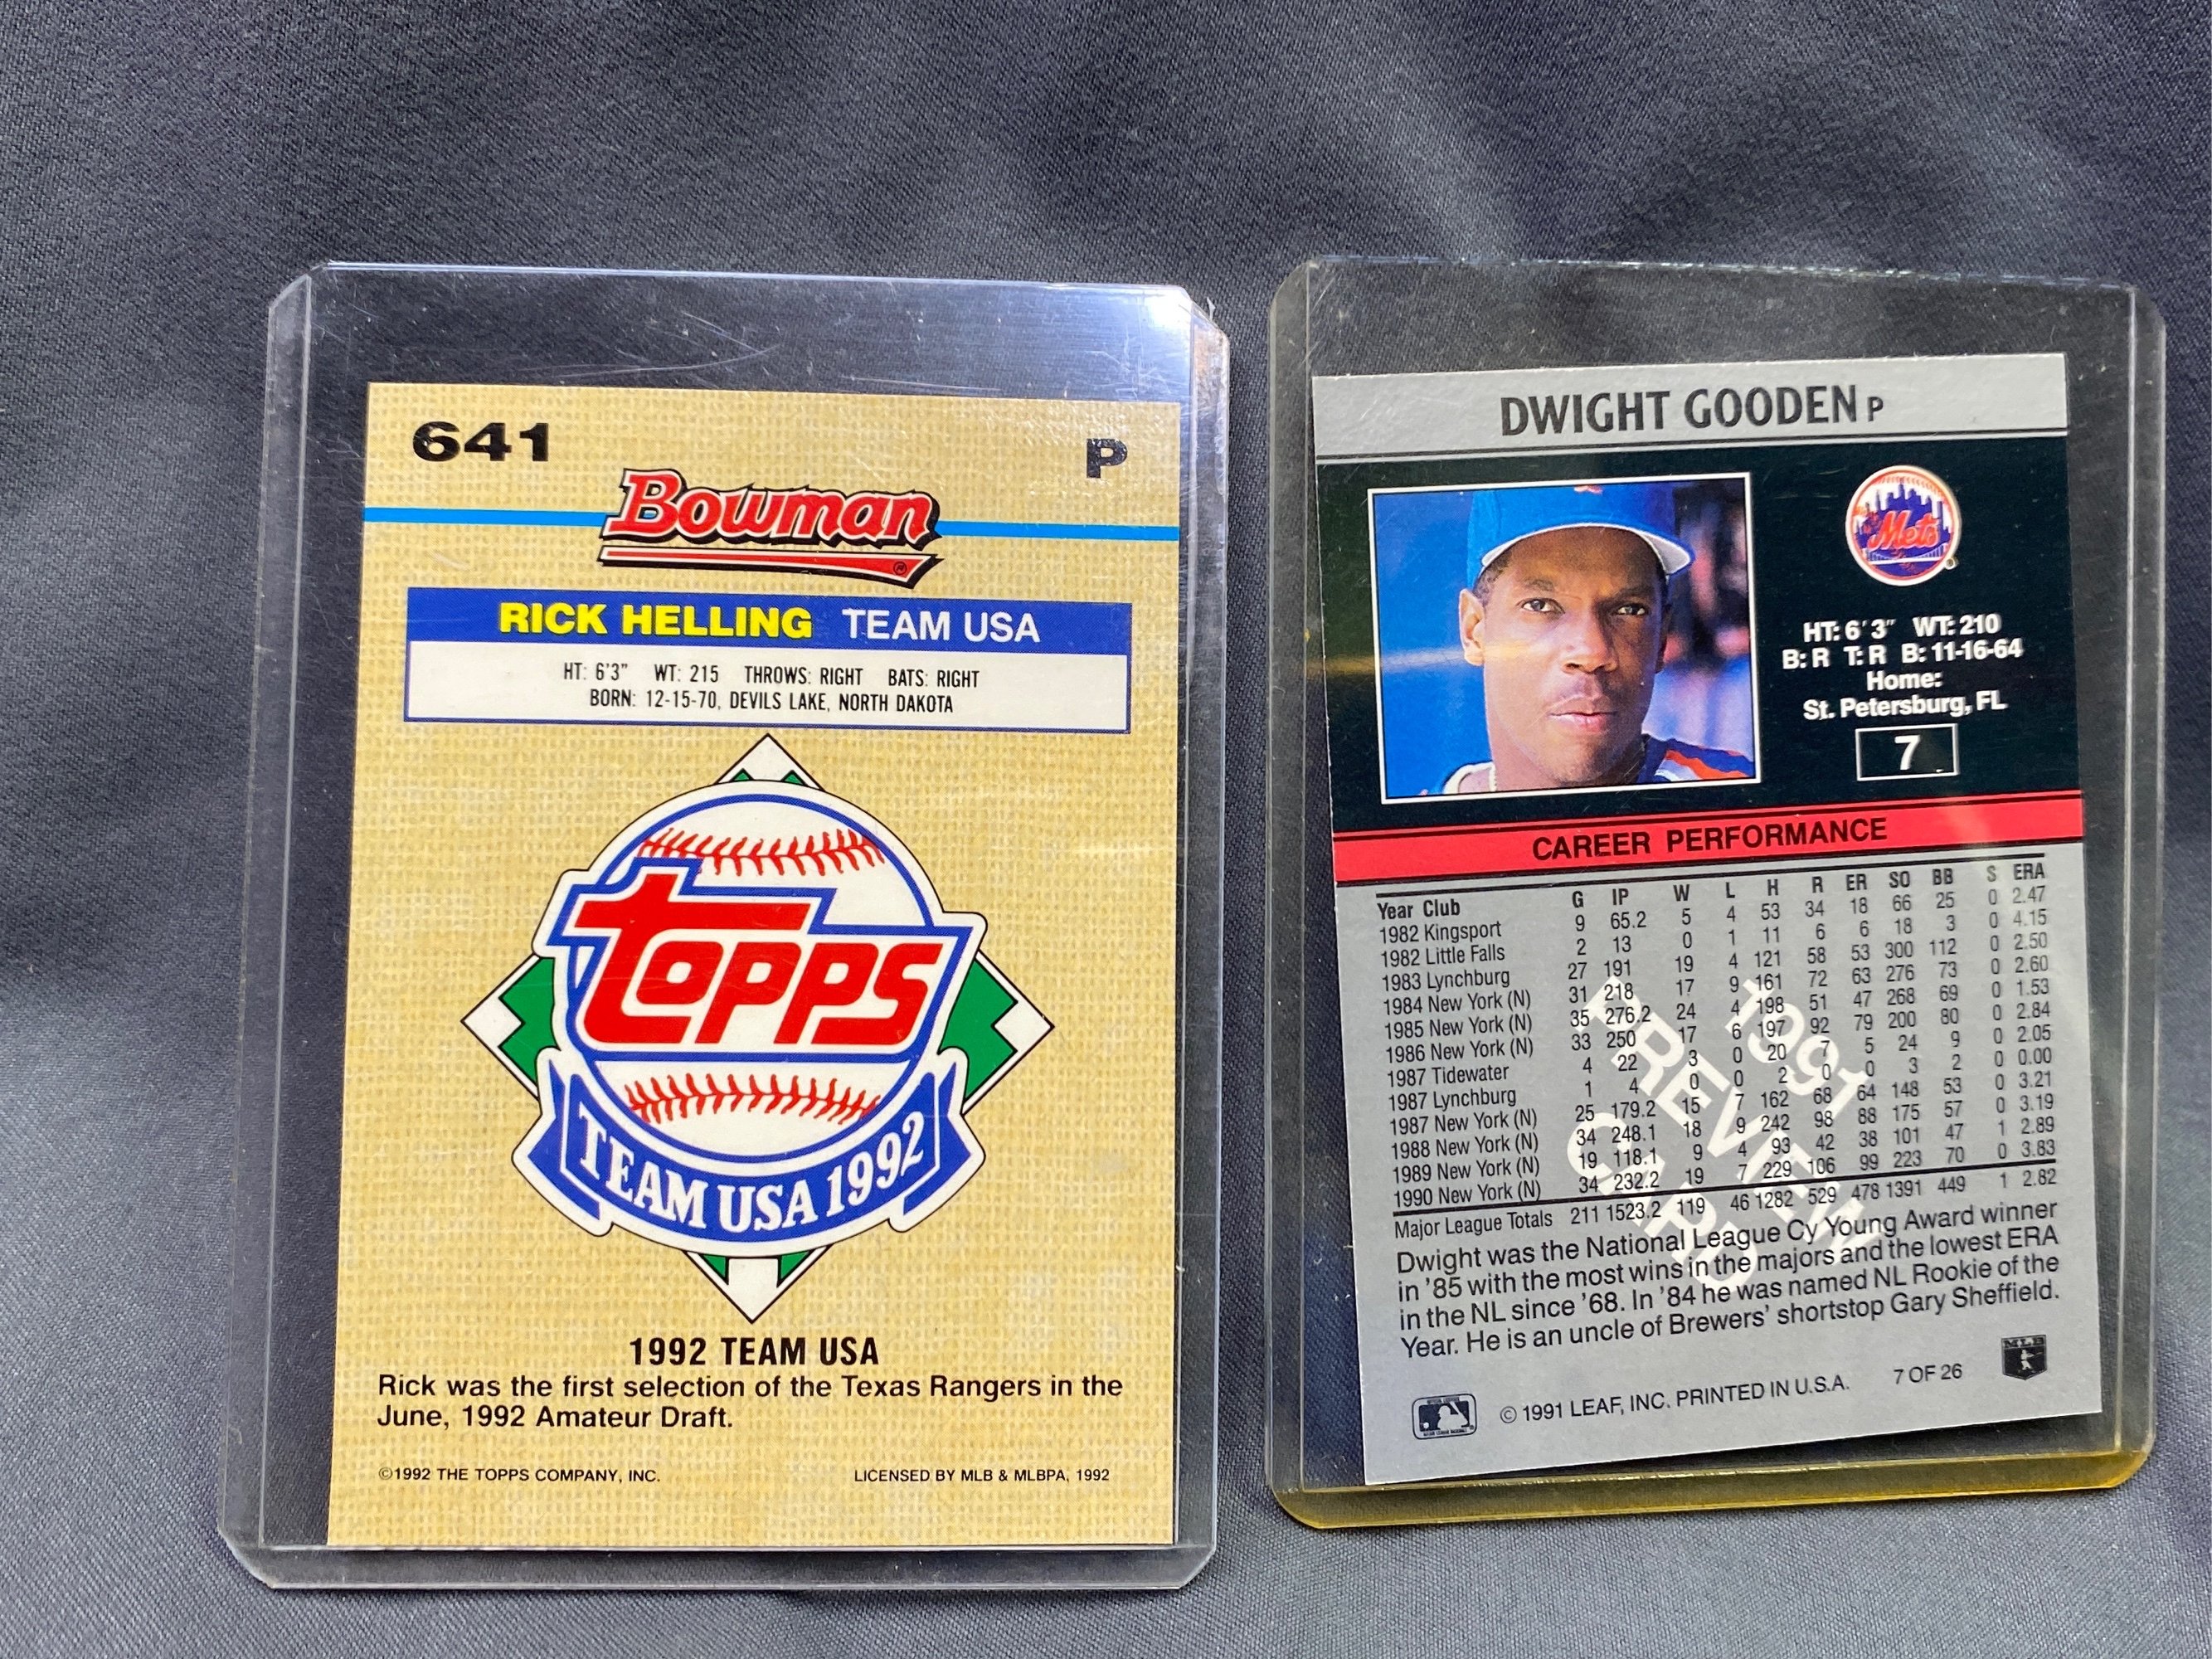 641
P
Bowman
®
RICK HELLING TEAM USA
HT: 6'3" WT: 215 THROWS: RIGHT BATS: RIGHT
BORN: 12-15-70, DEVILS LAKE, NORTH DAKOTA
TOPPS
TEAM USA 1992
1992 TEAM USA
Rick was the first selection of the Texas Rangers in the
June, 1992 Amateur Draft.
©1992 THE TOPPS COMPANY, INC. LICENSED BY MLB & MLBPA, 1992
DWIGHT GOODEN P
Mets
HT: 6'3" WT: 210
B: R T: R B: 11-16-64
Home:
St. Petersburg, FL
7
CAREER PERFORMANCE
Year Club G IP W L H R ER SO BB S ERA
1982 Kingsport 9 65.2 5 4 53 34 18 66 25 0 2.47
1982 Little Falls 2 13 0 1 11 6 6 18 3 0 4.15
1983 Lynchburg 27 191 19 4 121 58 53 300 112 0 2.50
1984 New York (N) 31 218 17 9 161 72 63 276 73 0 2.60
1985 New York (N) 35 276.2 24 4 198 51 47 268 69 0 1.53
1986 New York (N) 33 250 17 6 197 92 79 200 80 0 2.84
1987 Tidewater 4 22 3 0 20 7 5 24 9 0 2.05
1987 Lynchburg 1 4 0 0 2 0 0 3 2 0 0.00
1987 New York (N) 25 179.2 15 7 162 68 64 148 53 0 3.21
1988 New York (N) 34 248.1 18 9 242 98 88 175 57 0 3.19
1989 New York (N) 19 118.1 9 4 93 42 38 101 47 1 2.89
1990 New York (N) 34 232.2 19 7 229 106 99 223 70 0 3.83
Major League Totals 211 1523.2 119 46 1282 529 478 1391 449 1 2.82
1991
PREVIEW
CARD
Dwight was the National League Cy Young Award winner
in '85 with the most wins in the majors and the lowest ERA
in the NL since '68. In '84 he was named NL Rookie of the
Year. He is an uncle of Brewers' shortstop Gary Sheffield.
© 1991 LEAF, INC. PRINTED IN U.S.A. 7 OF 26
MLB